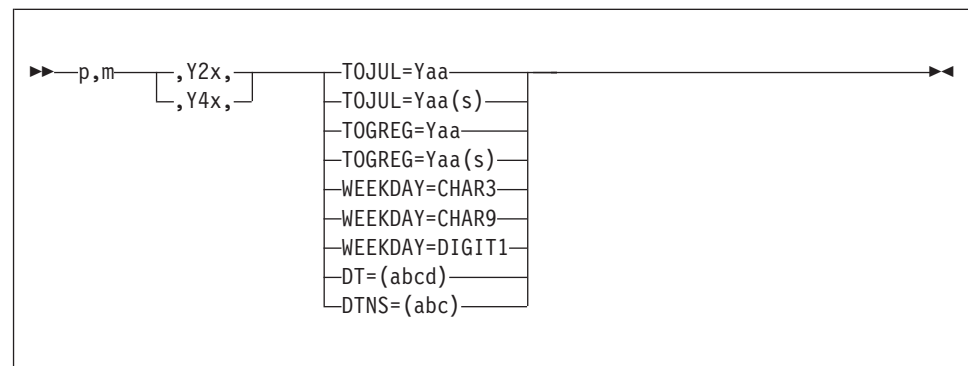 p,m ,Y2x, TOJUL=Yaa
,Y4x, TOJUL=Yaa(s)
TOGREG=Yaa
TOGREG=Yaa(s)
WEEKDAY=CHAR3
WEEKDAY=CHAR9
WEEKDAY=DIGIT1
DT=(abcd)
DTNS=(abc)